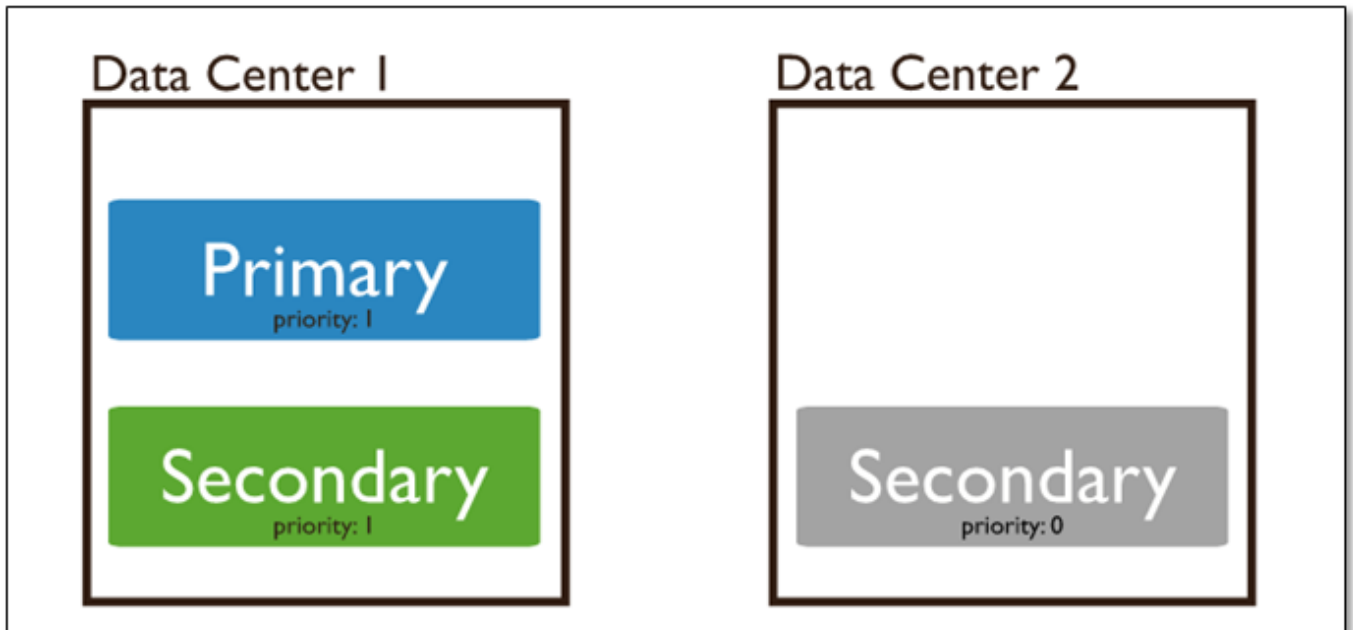 Data Center 1
Primary
priority: 1
Secondary
priority: 1
Data Center 2
Secondary
priority: 0